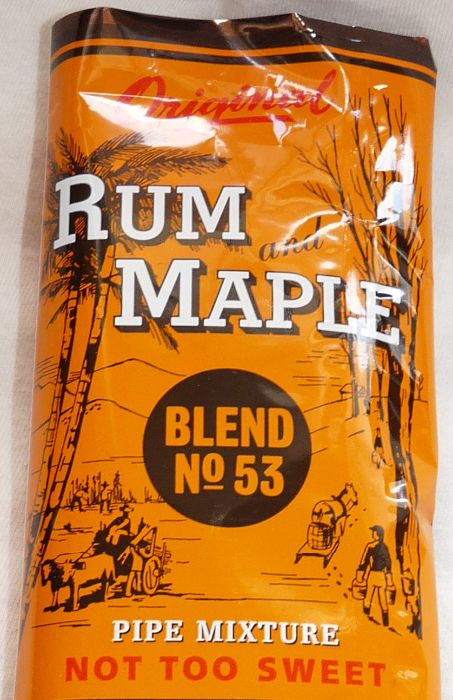 Original
RUM
and
MAPLE
BLEND
No 53
PIPE MIXTURE
NOT TOO SWEET